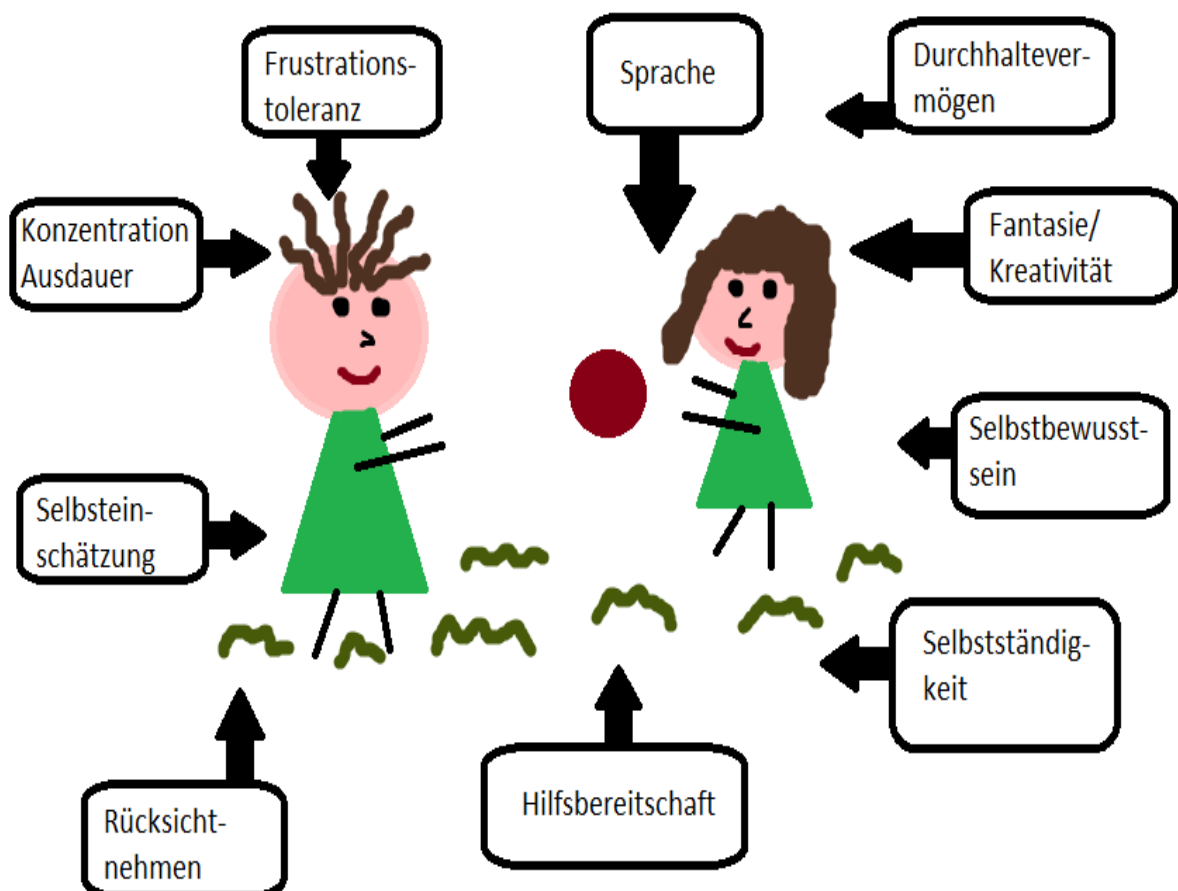 Frustrations-
toleranz
Sprache
Durchhaltever-
mögen
Konzentration
Ausdauer
Fantasie/
Kreativität
Selbstbewusst-
sein
Selbstein-
schätzung
Selbstständig-
keit
Hilfsbereitschaft
Rücksicht-
nehmen